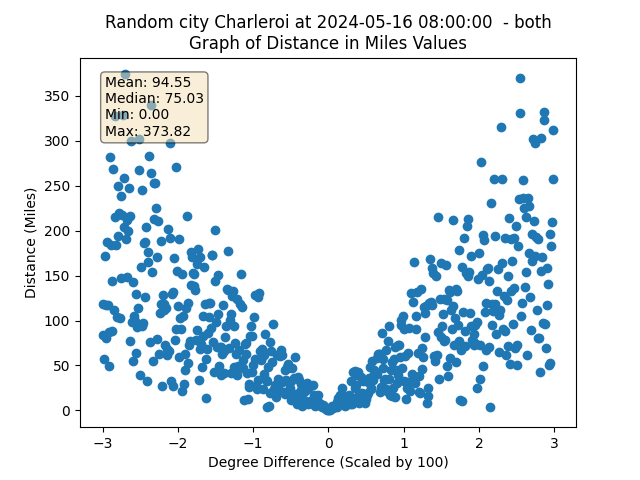 Random city Charleroi at 2024-05-16 08:00:00  - both
Graph of Distance in Miles Values
Mean: 94.55
Median: 75.03
Min: 0.00
Max: 373.82
Distance (Miles)
350
300
250
200
150
100
50
0
−3 −2 −1 0 1 2 3
Degree Difference (Scaled by 100)